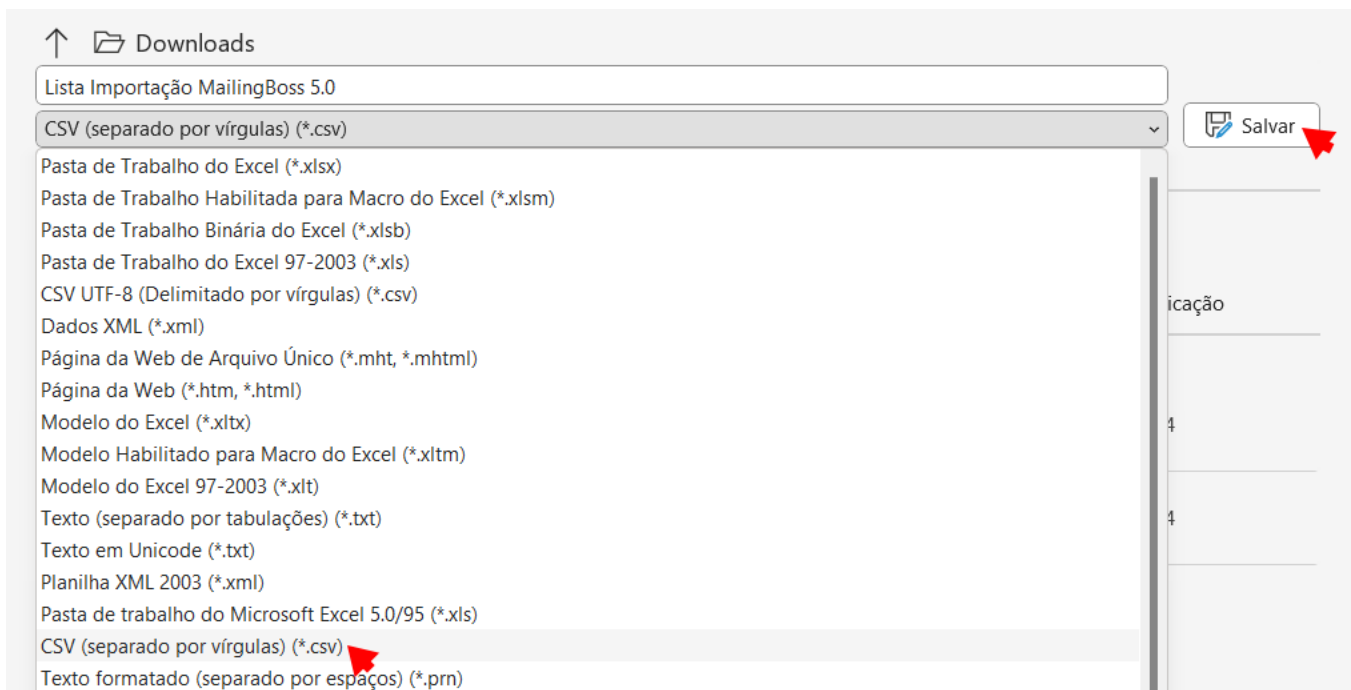 Downloads
Lista Importação MailingBoss 5.0
CSV (separado por vírgulas) (*.csv)
Salvar
Pasta de Trabalho do Excel (*.xlsx)
Pasta de Trabalho Habilitada para Macro do Excel (*.xlsm)
Pasta de Trabalho Binária do Excel (*.xlsb)
Pasta de Trabalho do Excel 97-2003 (*.xls)
CSV UTF-8 (Delimitado por vírgulas) (*.csv)
icação
Dados XML (*.xml)
Página da Web de Arquivo Único (*.mht, *.mhtml)
Página da Web (*.htm, *.html)
Modelo do Excel (*.xltx)
4
Modelo Habilitado para Macro do Excel (*.xltm)
Modelo do Excel 97-2003 (*.xlt)
Texto (separado por tabulações) (*.txt)
4
Texto em Unicode (*.txt)
Planilha XML 2003 (*.xml)
Pasta de trabalho do Microsoft Excel 5.0/95 (*.xls)
CSV (separado por vírgulas) (*.csv)
Texto formatado (separado por espaços) (*.prn)